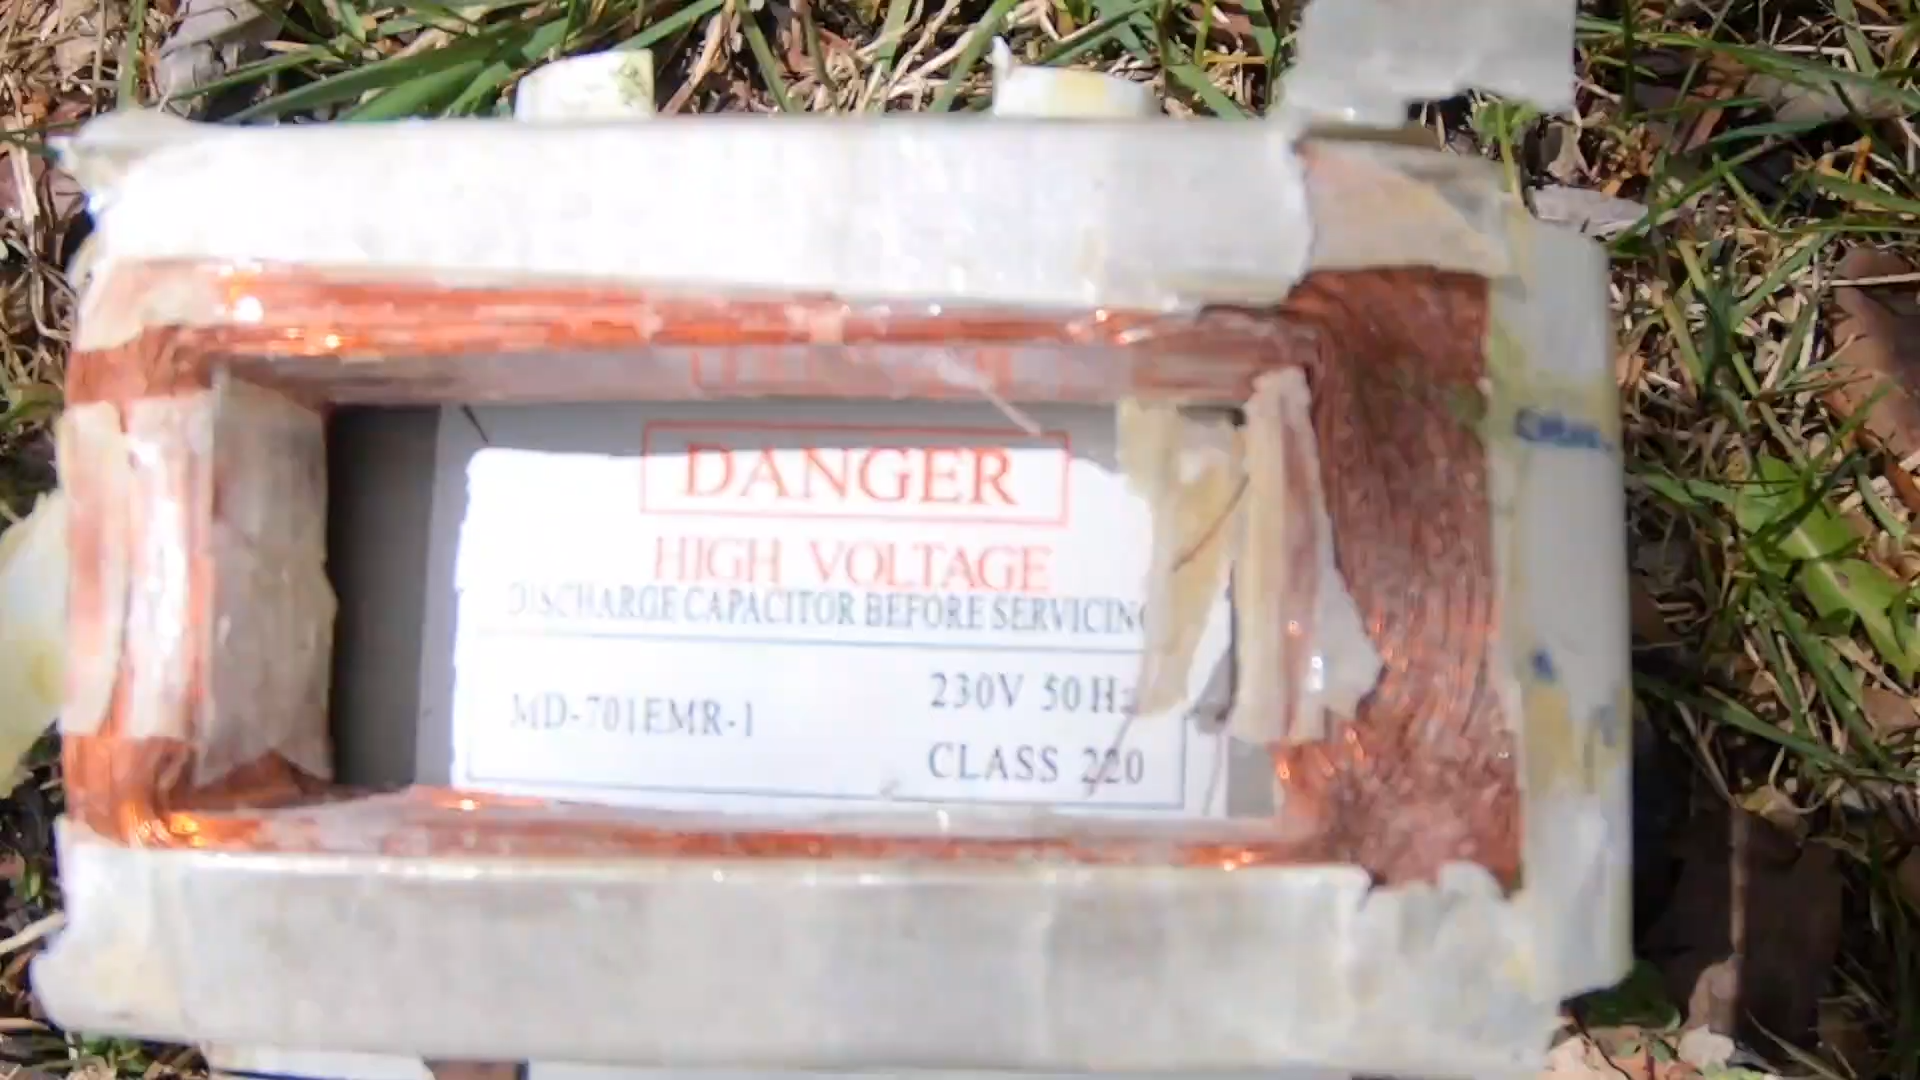 DANGER
HIGH VOLTAGE
DISCHARGE CAPACITOR BEFORE SERVICING
230V 50Hz
MD-701EMR-1
CLASS 220